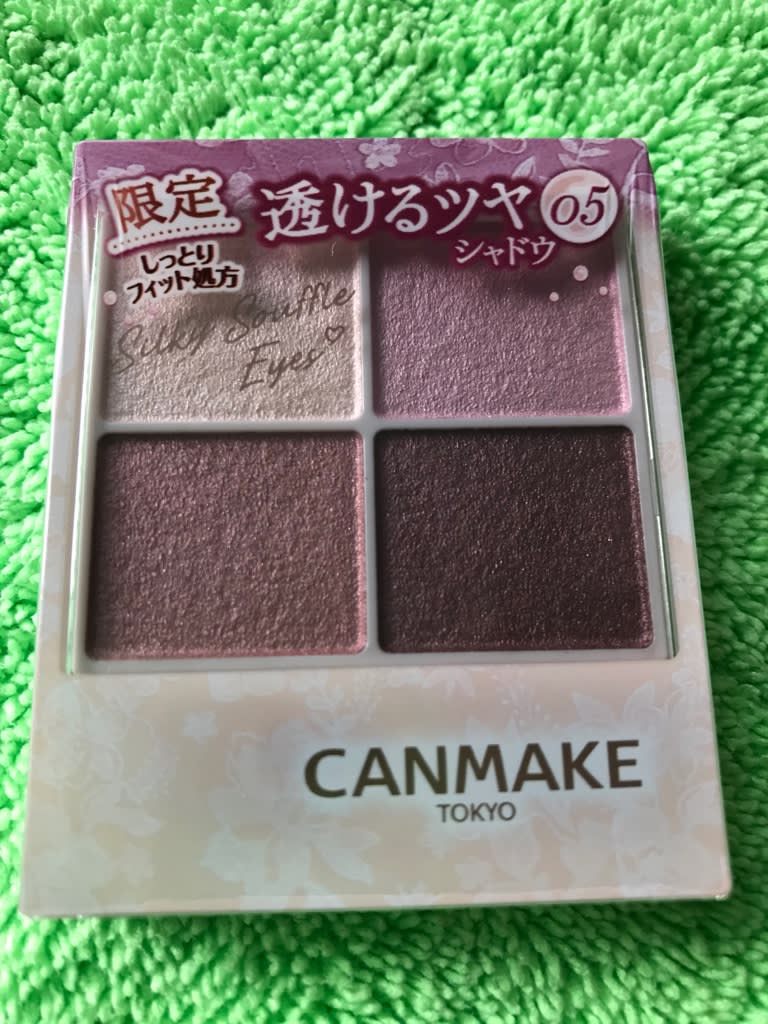 限定
透けるツヤ
シャドウ
05
しっとり
フィット処方
Silky Souffle
Eyes
CANMAKE
TOKYO